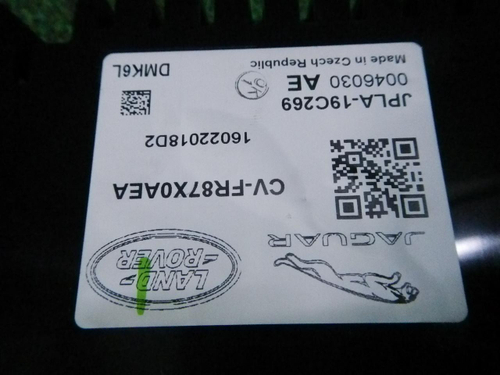 JAGUAR
LAND
ROVER
CV-FR87X0AEA
16022018D2
JPLA-19C269
0046030 AE
Made in Czech Republic
DMK6L